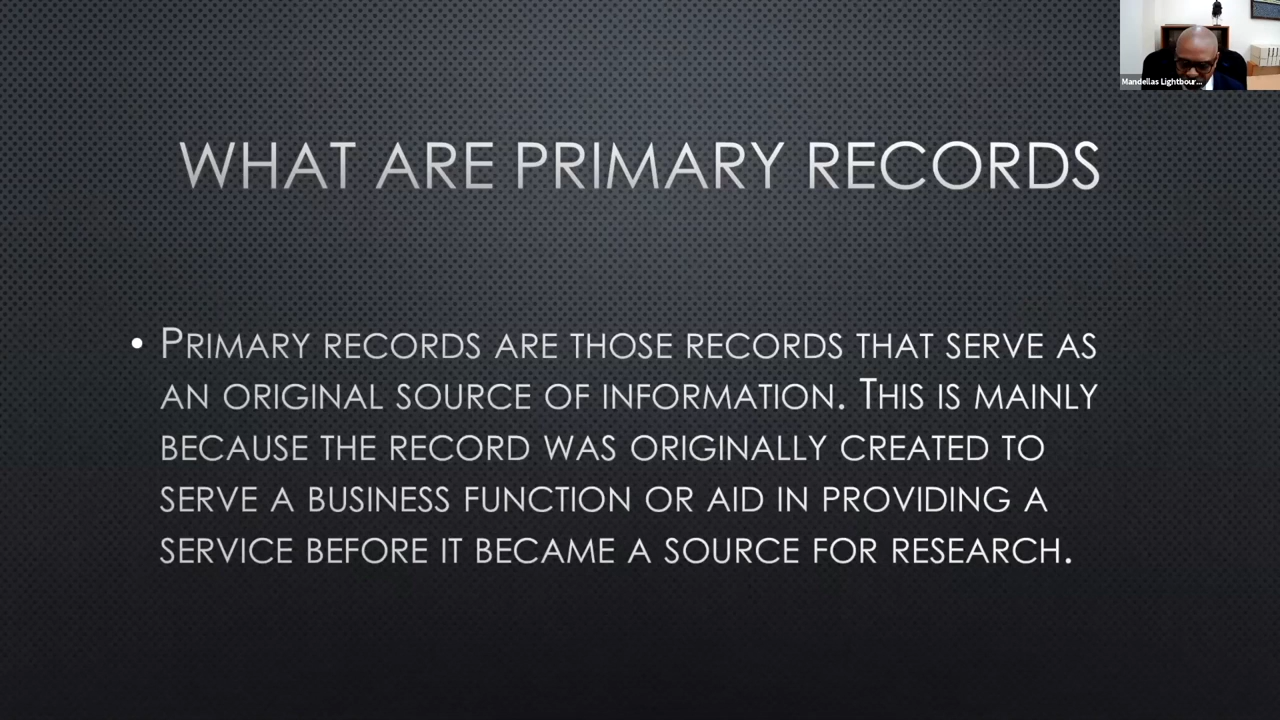 Mandellas Lightbour...
WHAT ARE PRIMARY RECORDS
• PRIMARY RECORDS ARE THOSE RECORDS THAT SERVE AS
AN ORIGINAL SOURCE OF INFORMATION. THIS IS MAINLY
BECAUSE THE RECORD WAS ORIGINALLY CREATED TO
SERVE A BUSINESS FUNCTION OR AID IN PROVIDING A
SERVICE BEFORE IT BECAME A SOURCE FOR RESEARCH.